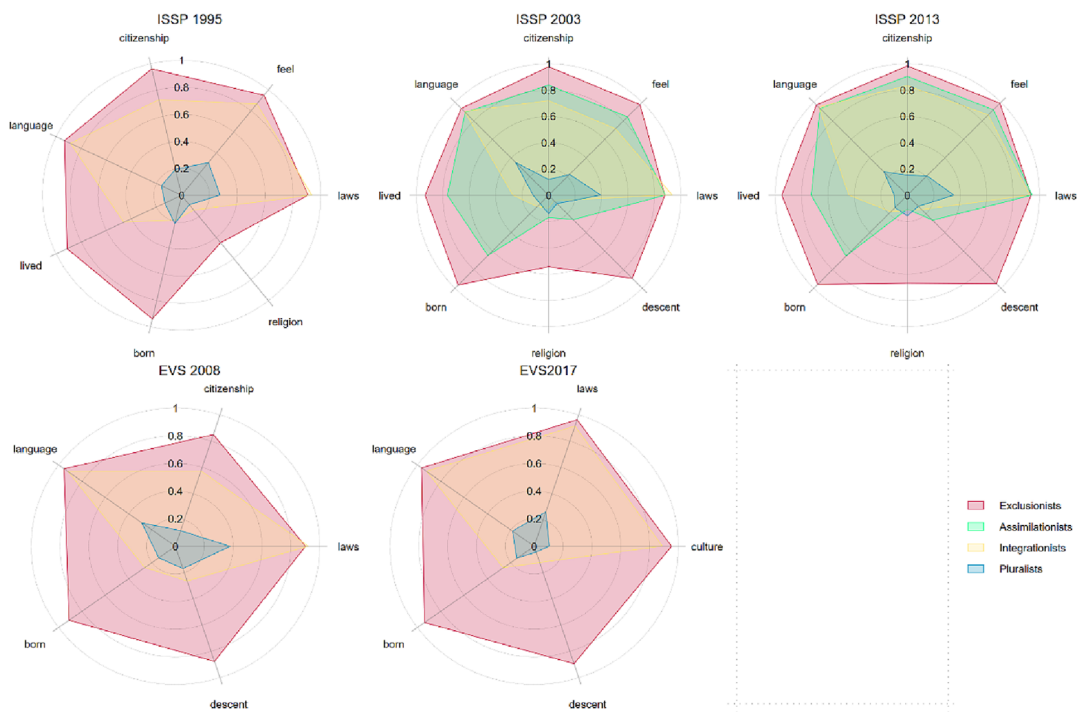 ISSP 1995
citizenship
1
feel
0.8
0.6
language
0.4
0.2
0
laws
lived
religion
born
ISSP 2003
citizenship
1
language
feel
0.8
0.6
0.4
0.2
lived
0
laws
born
descent
religion
ISSP 2013
citizenship
1
language
feel
0.8
0.6
0.4
0.2
lived
0
laws
born
descent
religion
EVS 2008
citizenship
1
0.8
language
0.6
0.4
0.2
0
laws
born
descent
EVS2017
laws
1
0.8
language
0.6
0.4
0.2
0
culture
born
descent
Exclusionists
Assimilationists
Integrationists
Pluralists